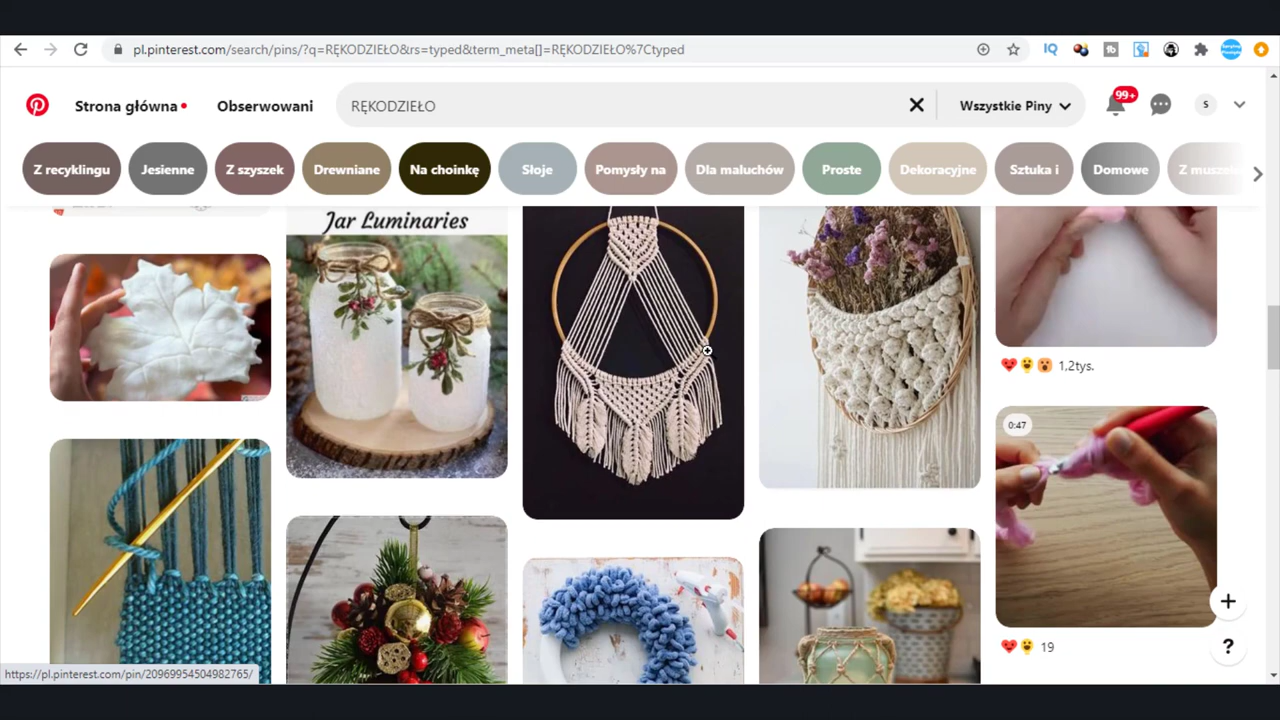 pl.pinterest.com/search/pins/?q=RĘKODZIEŁO&rs=typed&term_meta[]=RĘKODZIEŁO%7Ctyped
IQ
Strona główna
Obserwowani
RĘKODZIEŁO
Wszystkie Piny
99+
S
Z recyklingu
Jesienne
Z szyszek
Drewniane
Na choinkę
Słoje
Pomysły na
Dla maluchów
Proste
Dekoracyjne
Sztuka i
Domowe
Z musze
Jar Luminaries
1,2tys.
0:47
19
+
?
https://pl.pinterest.com/pin/20969954504982765/